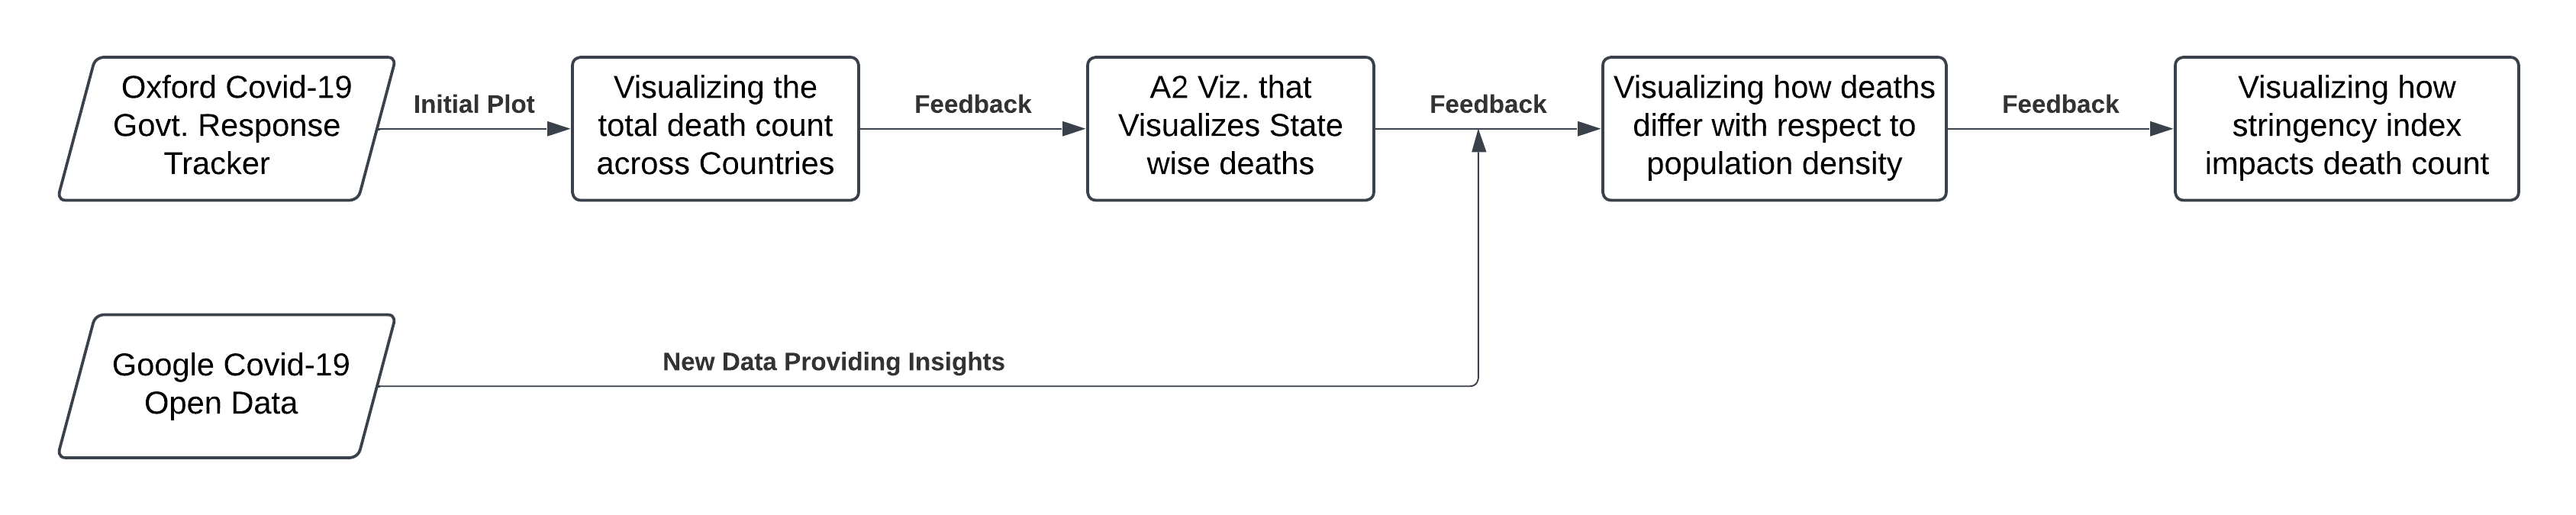 Oxford Covid-19
Govt. Response
Tracker
Initial Plot
Visualizing the
total death count
across Countries
Feedback
A2 Viz. that
Visualizes State
wise deaths
Feedback
Visualizing how deaths
differ with respect to
population density
Feedback
Visualizing how
stringency index
impacts death count
Google Covid-19
Open Data
New Data Providing Insights